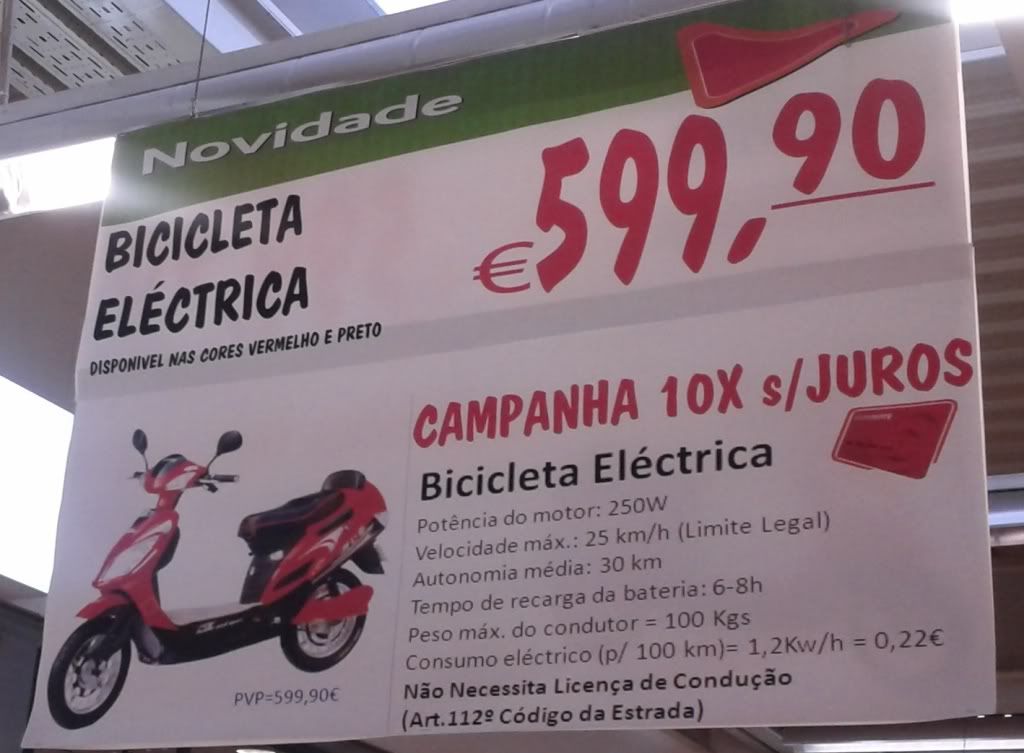 Novidade
BICICLETA
ELÉCTRICA
DISPONIVEL NAS CORES VERMELHO E PRETO
€599,90
CAMPANHA 10X s/JUROS
Bicicleta Eléctrica
Potência do motor: 250W
Velocidade máx.: 25 km/h (Limite Legal)
Autonomia média: 30 km
Tempo de recarga da bateria: 6-8h
Peso máx. do condutor = 100 Kgs
Consumo eléctrico (p/ 100 km)= 1,2Kw/h = 0,22€
Não Necessita Licença de Condução
(Art.112º Código da Estrada)
PVP=599,90€